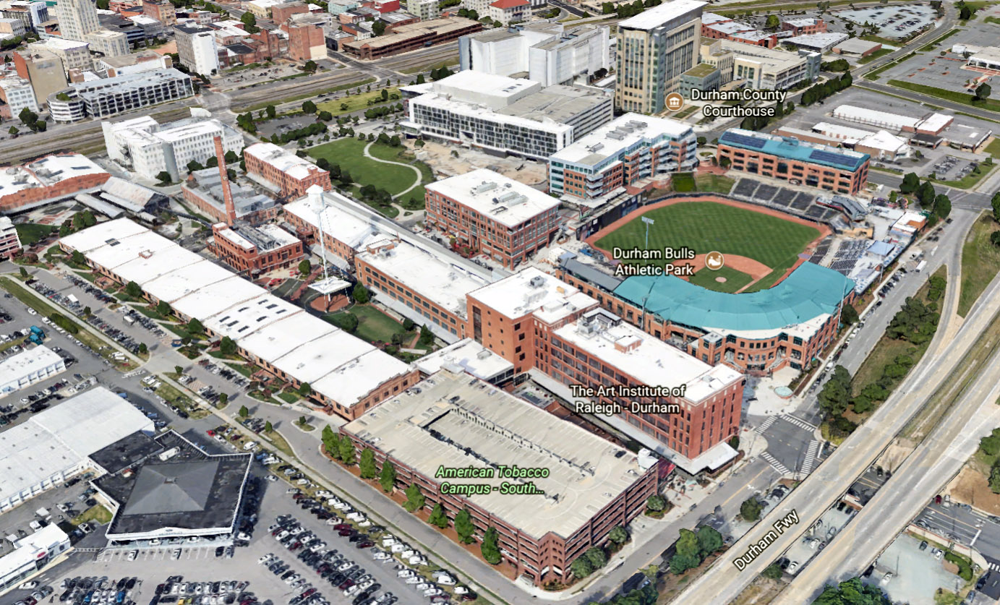 Durham County
Courthouse
Durham Bulls
Athletic Park
The Art Institute of
Raleigh - Durham
American Tobacco
Campus - South...
Durham Fwy